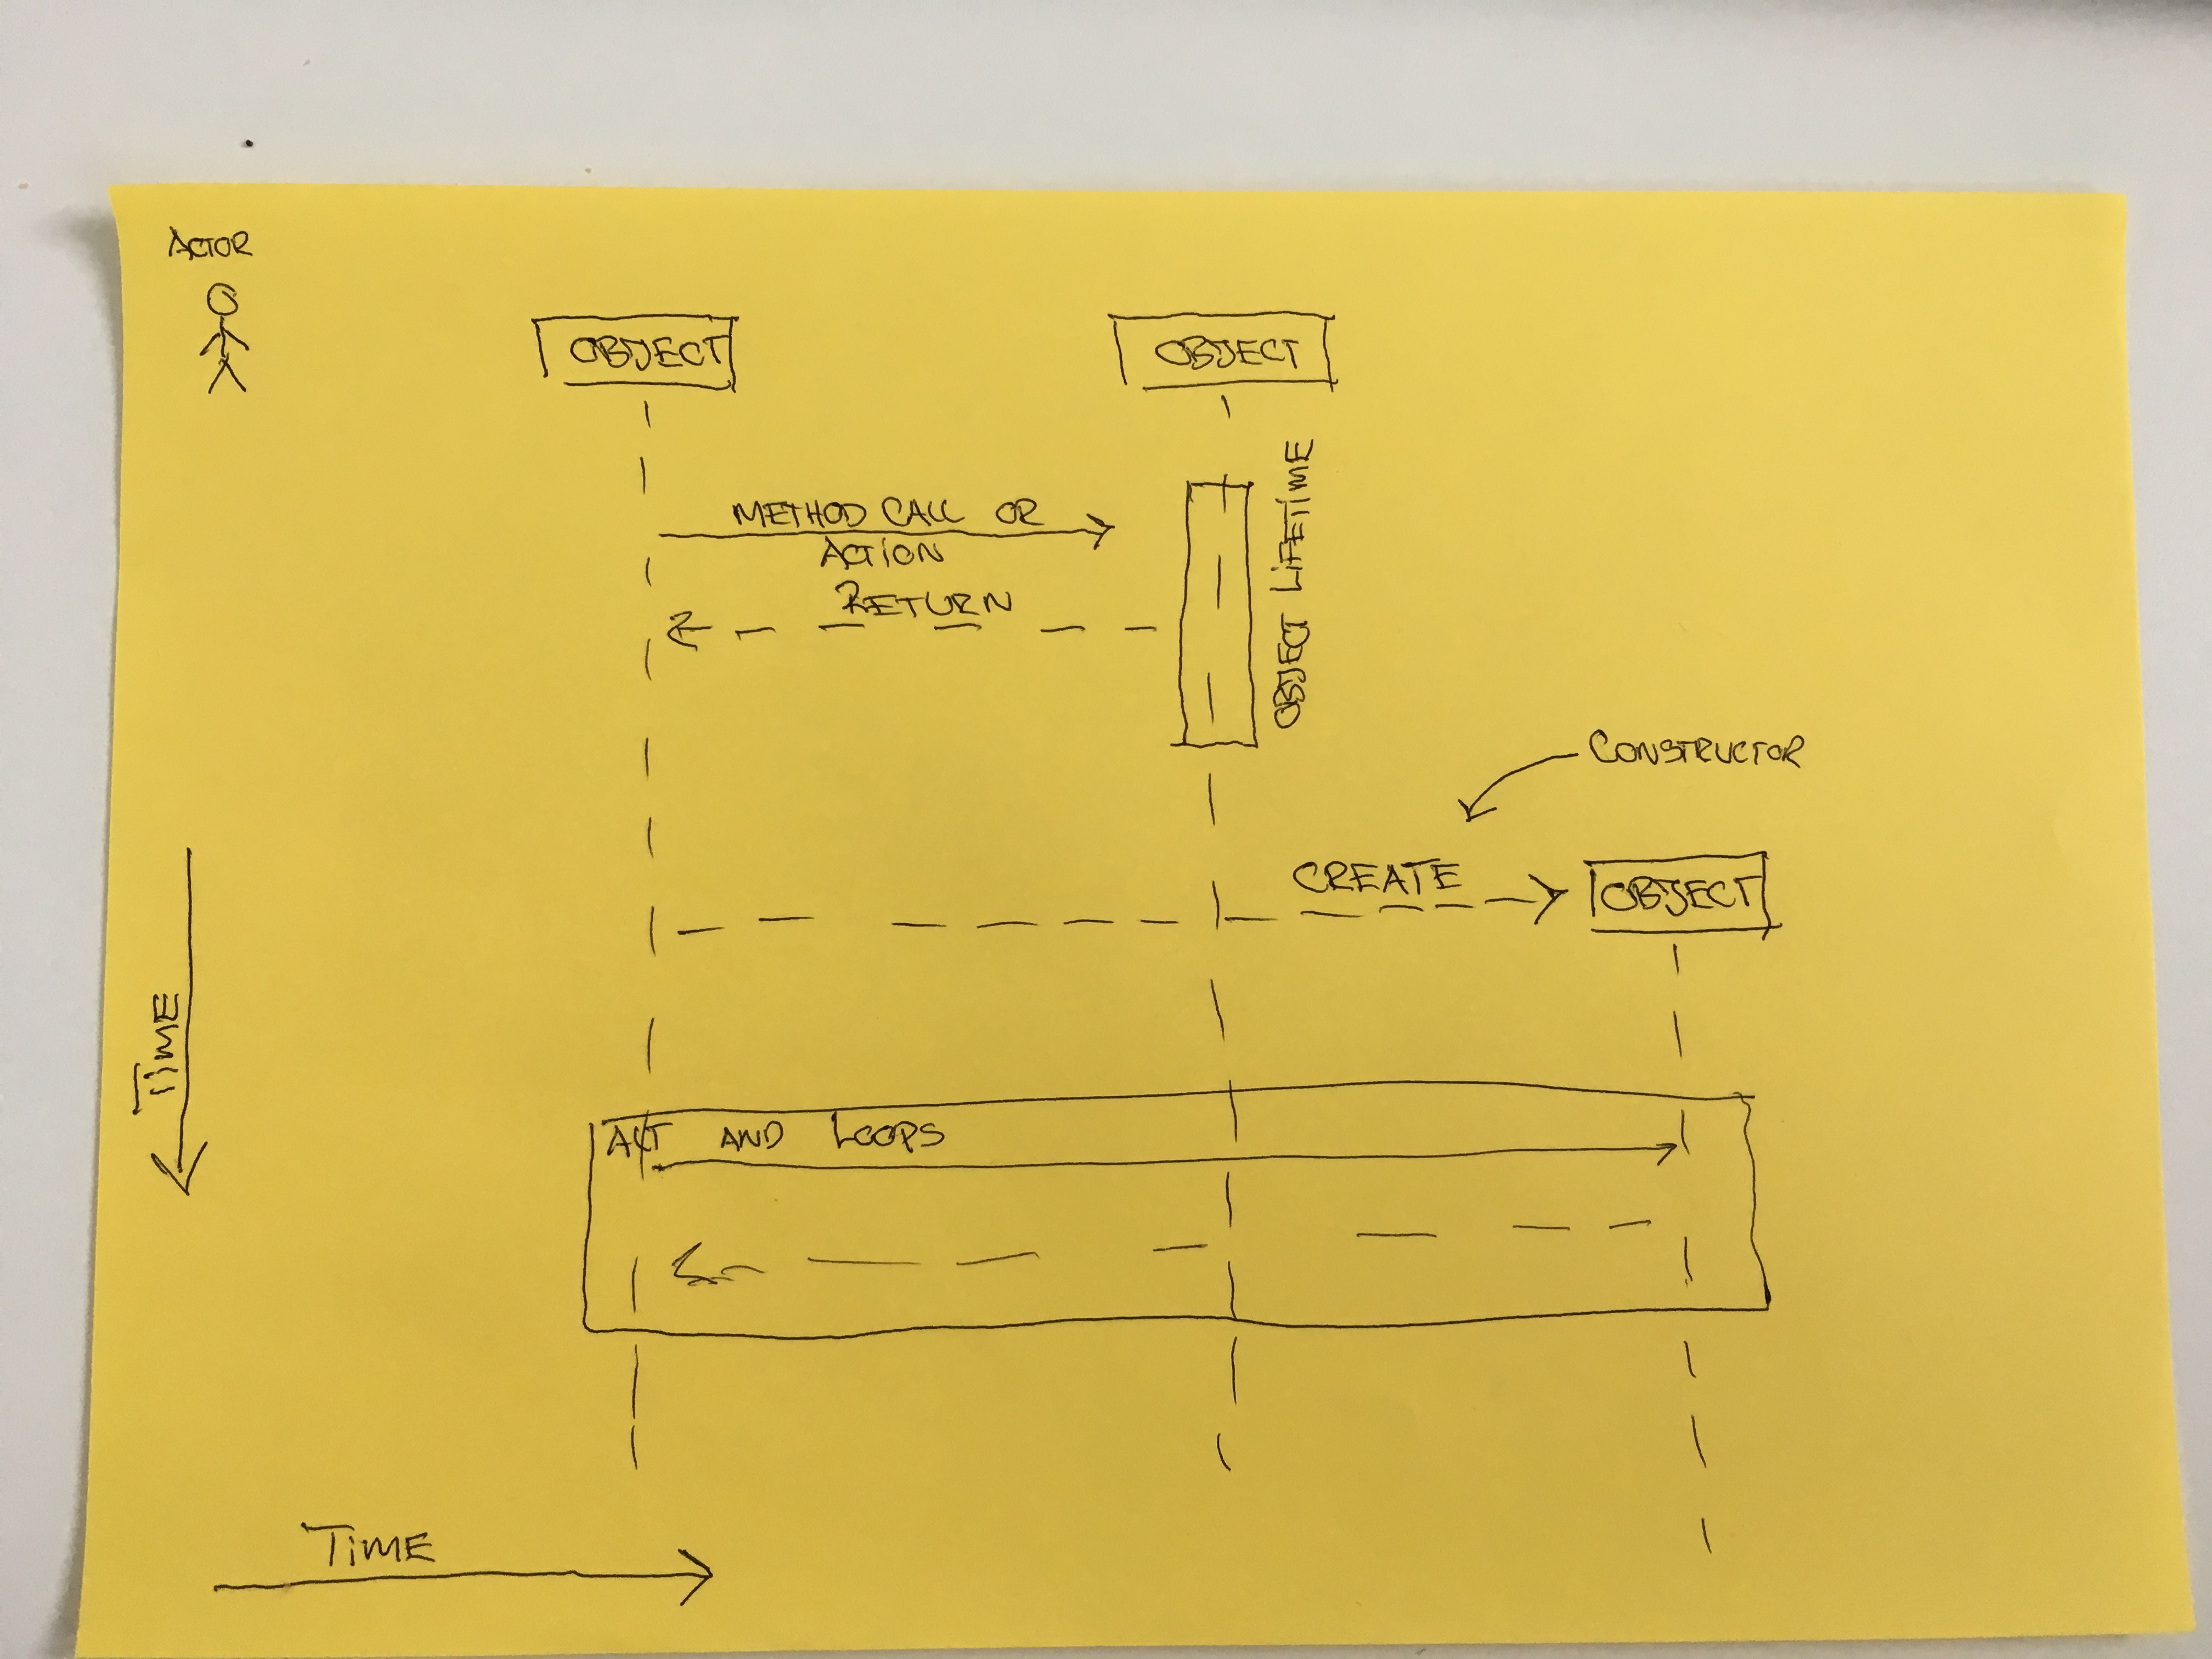 ACTOR
OBJECT
OBJECT
METHOD CALL OR
ACTION
RETURN
OBJECT LIFETIME
CONSTRUCTOR
CREATE
OBJECT
TIME
ALT AND LOOPS
TIME